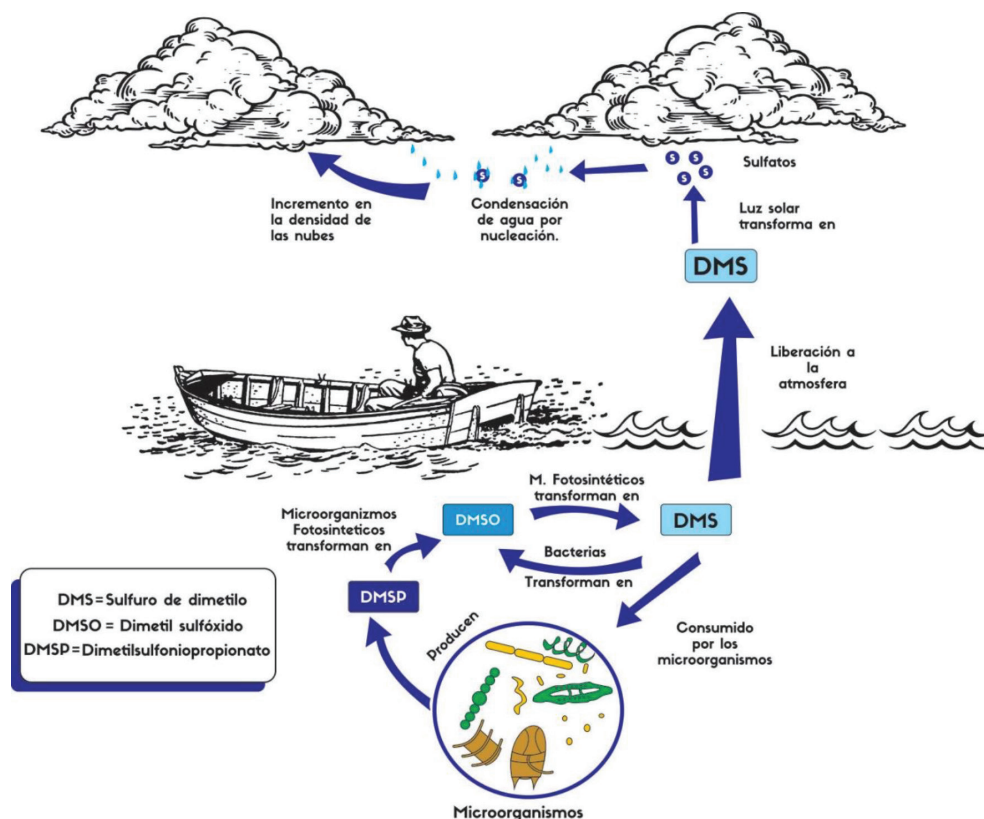 Sulfatos
S
S
S
S
S
S
Incremento en
la densidad de
las nubes
Condensación
de agua por
nucleación.
Luz solar
transforma en
DMS
Liberación a
la
atmosfera
M. Fotosintéticos
transforman en
Microorganizmos
Fotosinteticos
transforman en
DMSO
DMS
Bacterias
Transforman en
DMSP
DMS=Sulfuro de dimetilo
DMSO = Dimetil sulfóxido
DMSP=Dimetilsulfoniopropionato
Producen
Consumido
por los
microorganismos
Microorganismos